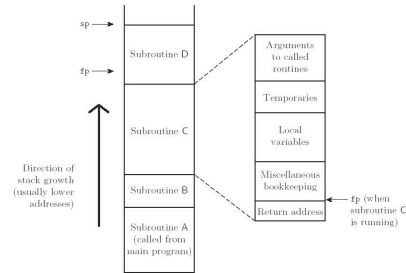 sp
Subroutine D
fp
Subroutine C
Direction of
stack growth
(usually lower
addresses)
Subroutine B
Subroutine A
(called from
main program)
Arguments
to called
routines
Temporaries
Local
variables
Miscellaneous
bookkeeping
Return address
fp (when
subroutine C
is running)